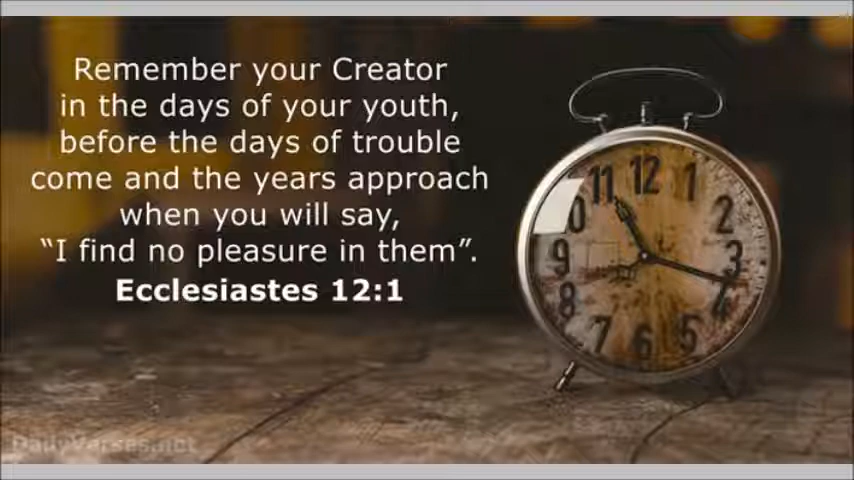 Remember your Creator
in the days of your youth,
before the days of trouble
come and the years approach
when you will say,
“I find no pleasure in them”.
Ecclesiastes 12:1
11 12 1
2
9 3
8 4
7 6 5
DailyVerses.net